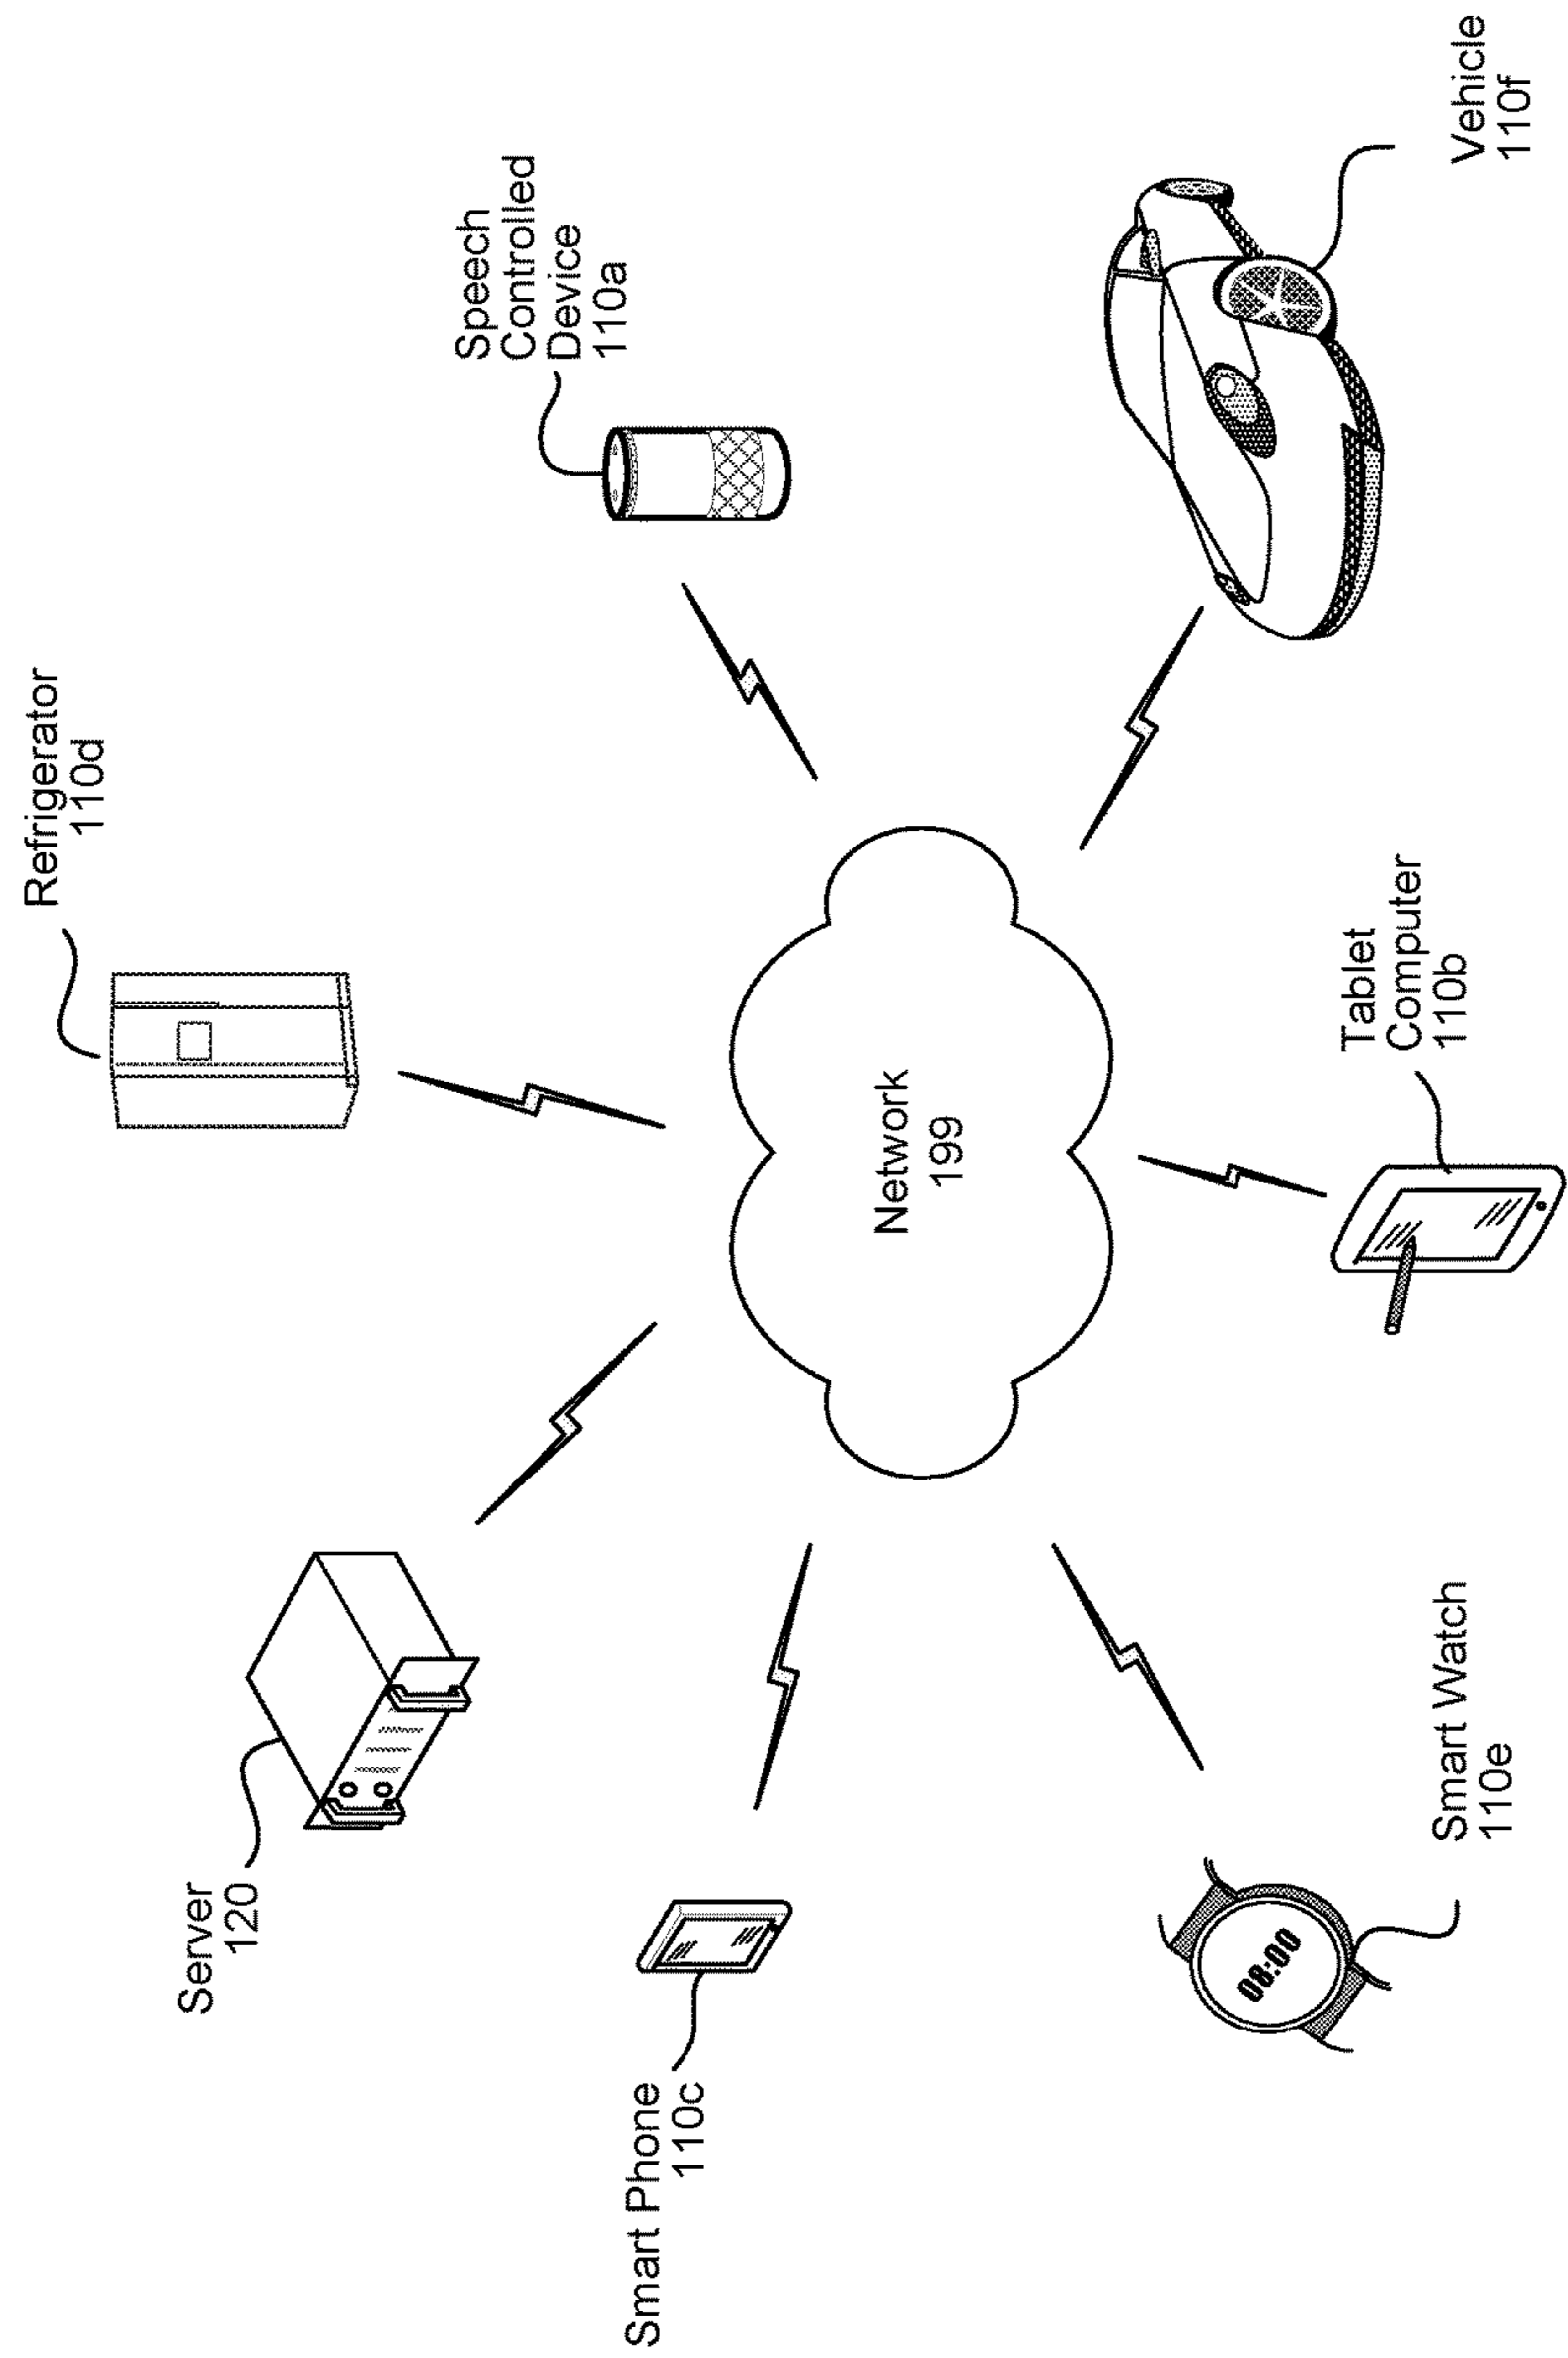 Server
120
Refrigerator
110d
Speech
Controlled
Device
110a
Smart Phone
110c
Network
199
08:00
Smart Watch
110e
Tablet
Computer
110b
Vehicle
110f